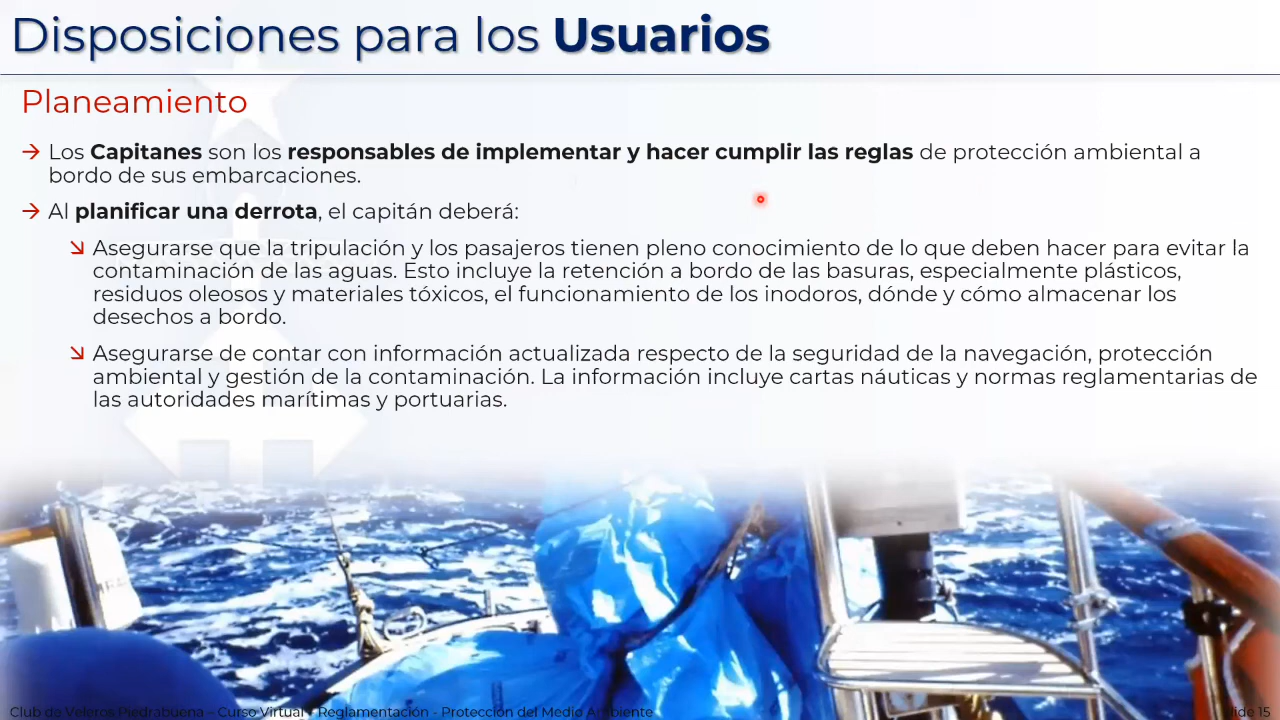 Disposiciones para los Usuarios
Planeamiento
→ Los Capitanes son los responsables de implementar y hacer cumplir las reglas de protección ambiental a
bordo de sus embarcaciones.
→ Al planificar una derrota, el capitán deberá:
↘ Asegurarse que la tripulación y los pasajeros tienen pleno conocimiento de lo que deben hacer para evitar la
contaminación de las aguas. Esto incluye la retención a bordo de las basuras, especialmente plásticos,
residuos oleosos y materiales tóxicos, el funcionamiento de los inodoros, dónde y cómo almacenar los
desechos a bordo.
↘ Asegurarse de contar con información actualizada respecto de la seguridad de la navegación, protección
ambiental y gestión de la contaminación. La información incluye cartas náuticas y normas reglamentarias de
las autoridades marítimas y portuarias.
Club de Veleros Piedrabuena – Curso Virtual - Reglamentación - Protección del Medio Ambiente
Slide 15